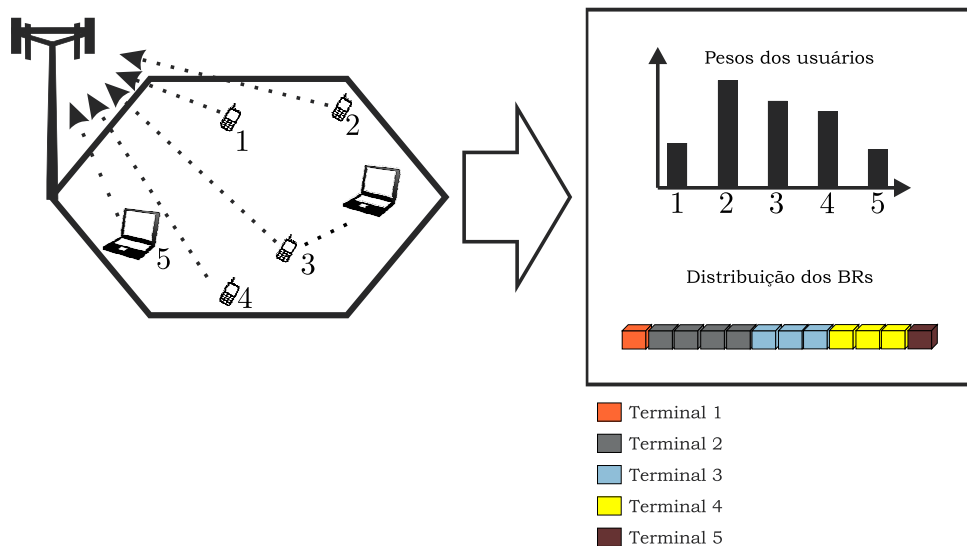 1
2
3
4
5
Pesos dos usuários
1 2 3 4 5
Distribuição dos BRs
Terminal 1
Terminal 2
Terminal 3
Terminal 4
Terminal 5